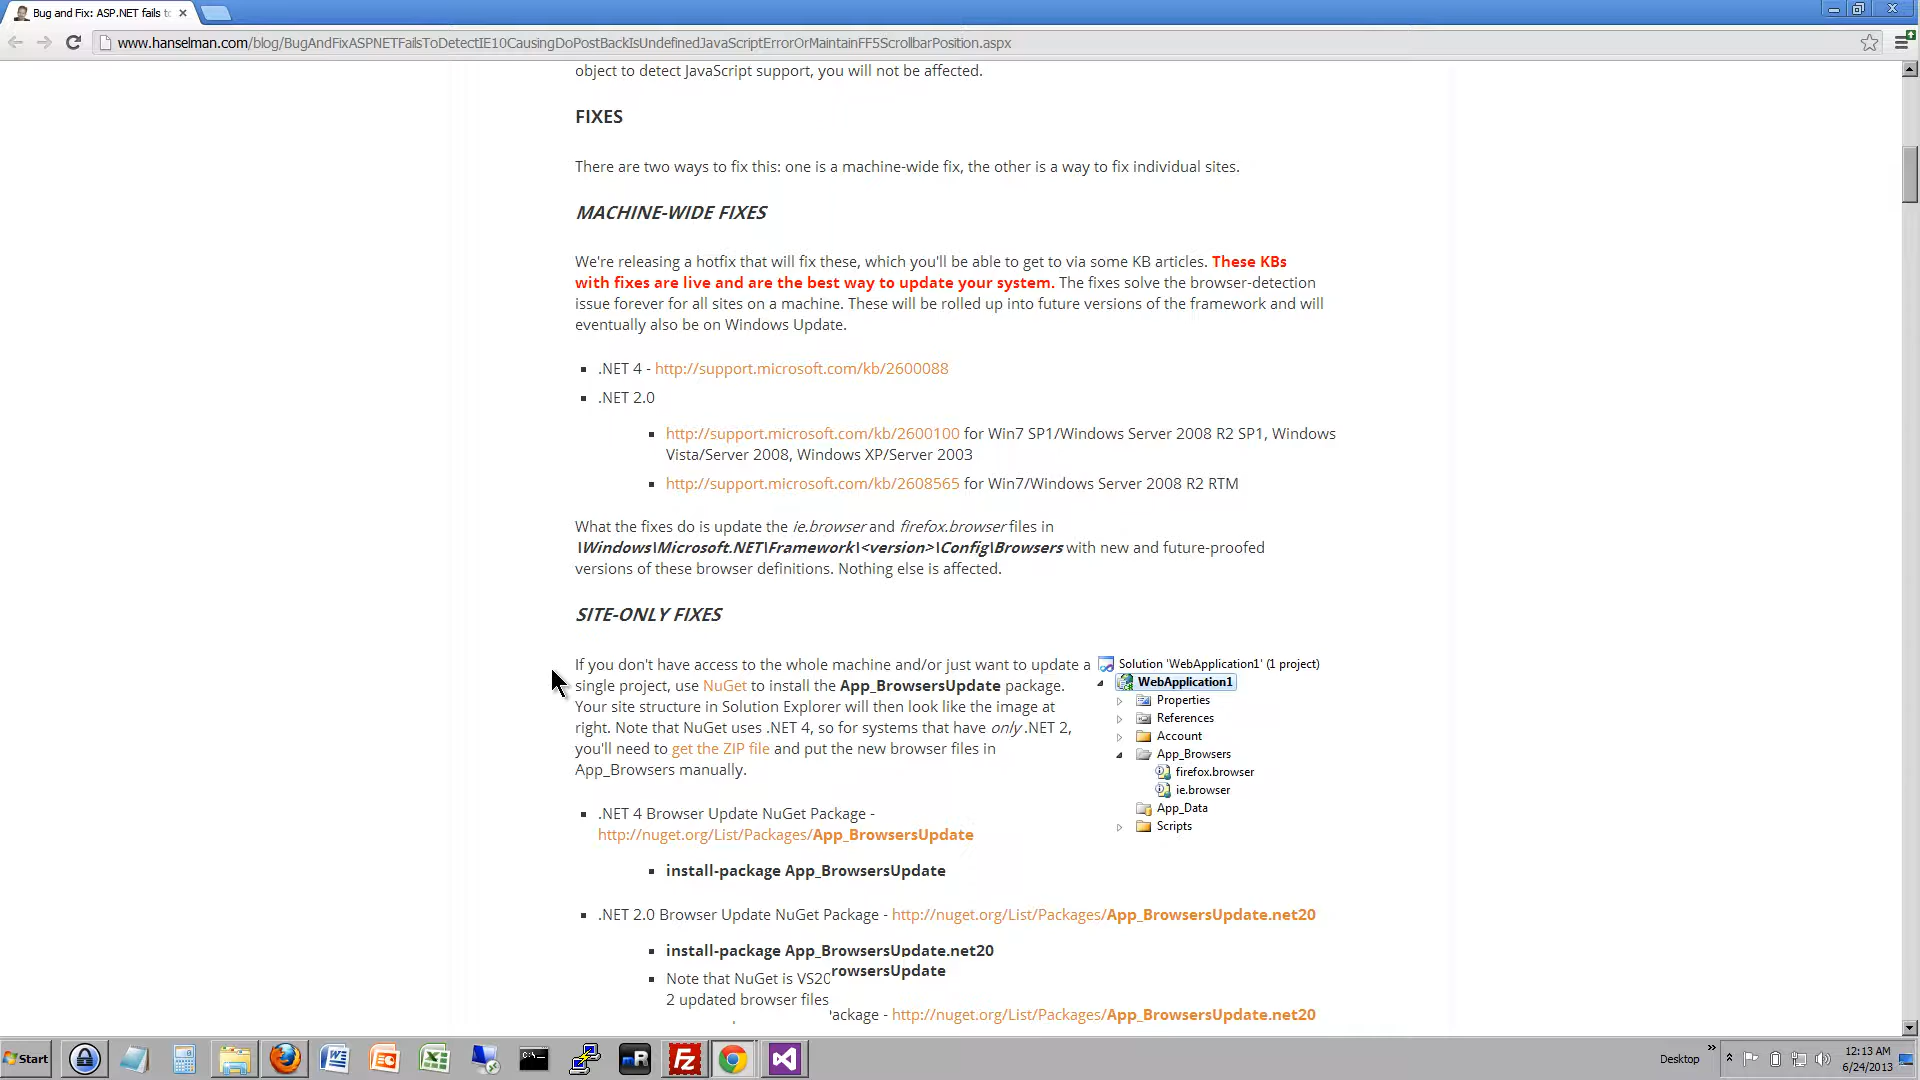 Bug and Fix: ASP.NET fails to
www.hanselman.com/blog/BugAndFixASPNETFailsToDetectIE10CausingDoPostBackIsUndefinedJavaScriptErrorOrMaintainFF5ScrollbarPosition.aspx
object to detect JavaScript support, you will not be affected.
FIXES
There are two ways to fix this: one is a machine-wide fix, the other is a way to fix individual sites.
MACHINE-WIDE FIXES
We're releasing a hotfix that will fix these, which you'll be able to get to via some KB articles. These KBs
with fixes are live and are the best way to update your system. The fixes solve the browser-detection
issue forever for all sites on a machine. These will be rolled up into future versions of the framework and will
eventually also be on Windows Update.
.NET 4 - http://support.microsoft.com/kb/2600088
.NET 2.0
http://support.microsoft.com/kb/2600100 for Win7 SP1/Windows Server 2008 R2 SP1, Windows
Vista/Server 2008, Windows XP/Server 2003
http://support.microsoft.com/kb/2608565 for Win7/Windows Server 2008 R2 RTM
What the fixes do is update the ie.browser and firefox.browser files in
\Windows\Microsoft.NET\Framework\<version>\Config\Browsers with new and future-proofed
versions of these browser definitions. Nothing else is affected.
SITE-ONLY FIXES
If you don't have access to the whole machine and/or just want to update a
single project, use NuGet to install the App_BrowsersUpdate package.
Your site structure in Solution Explorer will then look like the image at
right. Note that NuGet uses .NET 4, so for systems that have only .NET 2,
you'll need to get the ZIP file and put the new browser files in
App_Browsers manually.
Solution 'WebApplication1' (1 project)
WebApplication1
Properties
References
Account
App_Browsers
firefox.browser
ie.browser
App_Data
Scripts
.NET 4 Browser Update NuGet Package -
http://nuget.org/List/Packages/App_BrowsersUpdate
install-package App_BrowsersUpdate
.NET 2.0 Browser Update NuGet Package - http://nuget.org/List/Packages/App_BrowsersUpdate.net20
install-package App_BrowsersUpdate.net20
rowsersUpdate
Note that NuGet is VS20
2 updated browser files
ackage - http://nuget.org/List/Packages/App_BrowsersUpdate.net20
Start
Desktop
12:13 AM
6/24/2013